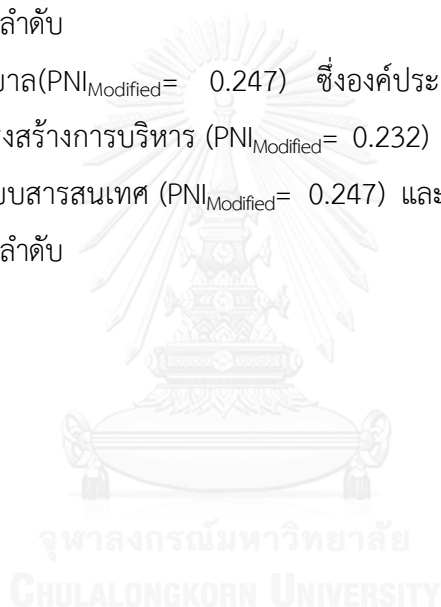 ลำดับ
บาล(PNIModified= 0.247) ซึ่งองค์ประ
งสร้างการบริหาร (PNIModified= 0.232)
บบสารสนเทศ (PNIModified= 0.247) และ
ลำดับ
จุฬาลงกรณ์มหาวิทยาลัย
CHULALONGKORN UNIVERSITY